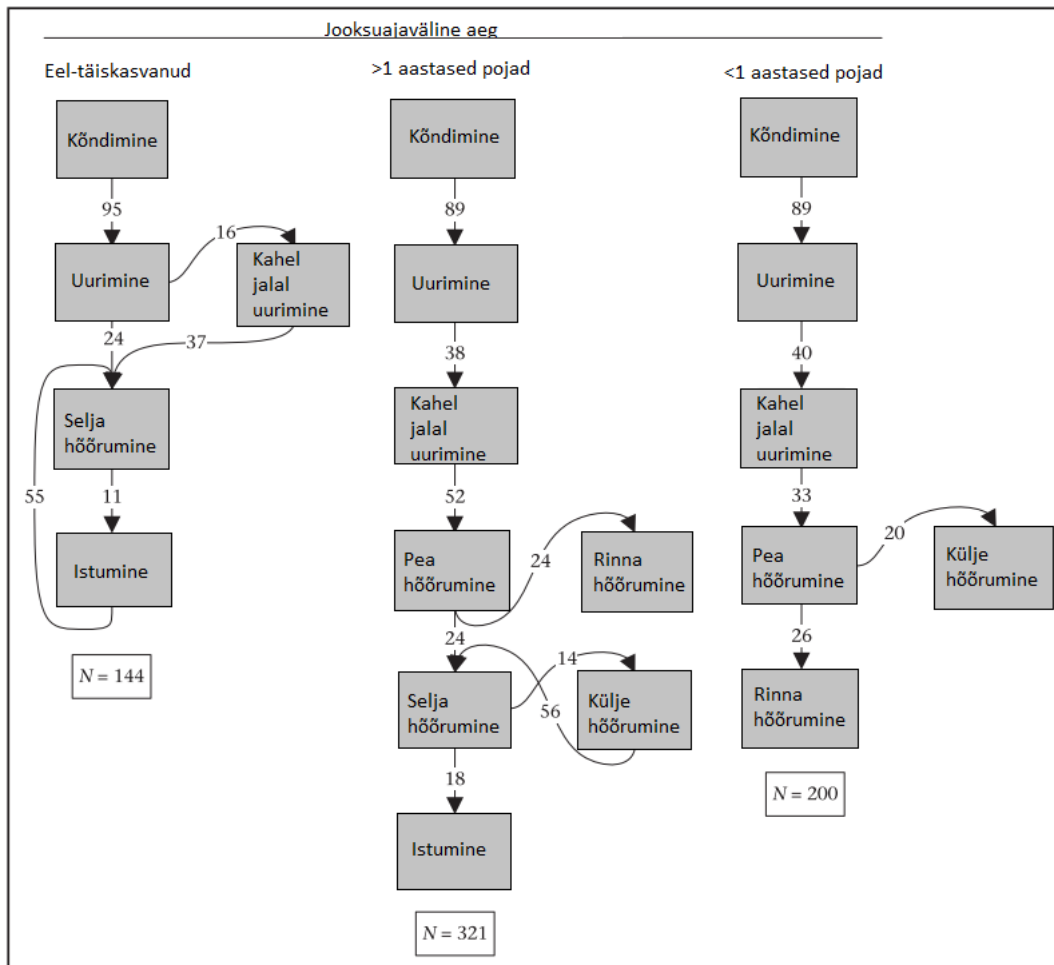 Jooksuajaväline aeg
Eel-täiskasvanud
Kõndimine
95
Uurimine
16
Kahel
jalal
uurimine
24
37
Selja
hõõrumine
55
11
Istumine
N = 144
>1 aastased pojad
Kõndimine
89
Uurimine
38
Kahel
jalal
uurimine
52
Pea
hõõrumine
24
Rinna
hõõrumine
24
Selja
hõõrumine
14
56
Külje
hõõrumine
18
Istumine
N = 321
<1 aastased pojad
Kõndimine
89
Uurimine
40
Kahel
jalal
uurimine
33
Pea
hõõrumine
20
Külje
hõõrumine
26
Rinna
hõõrumine
N = 200